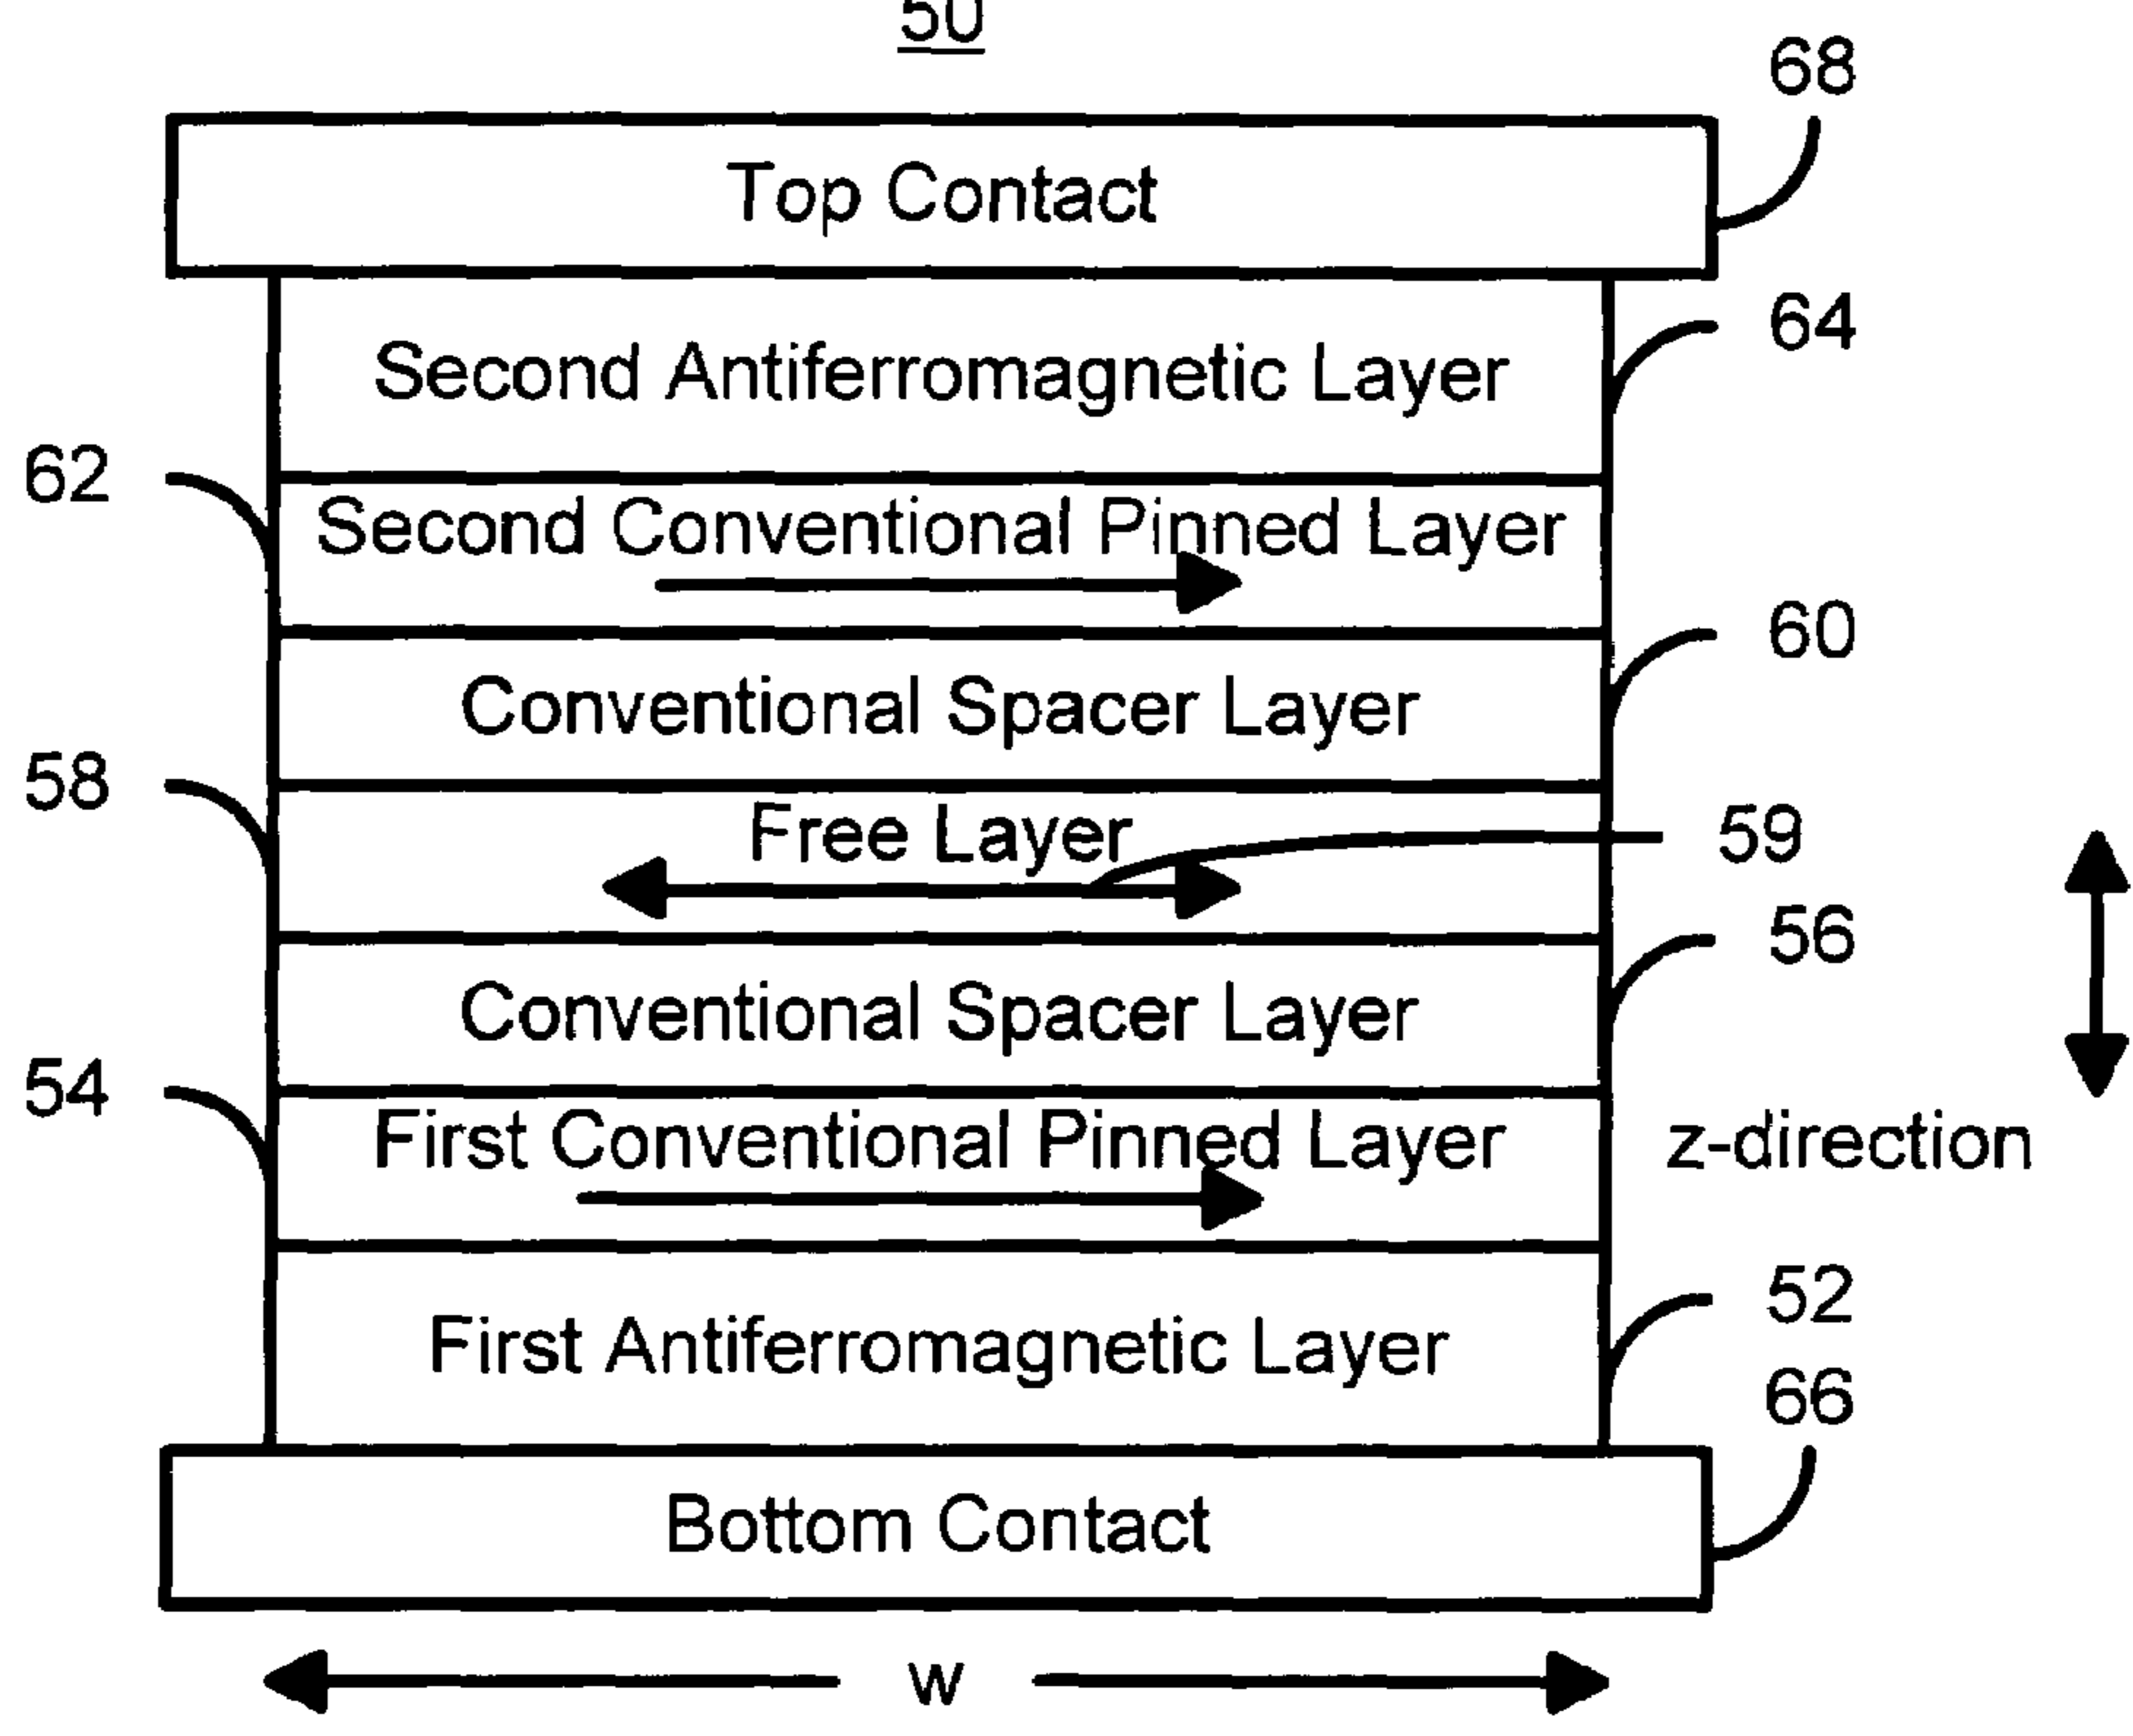 50
68
Top Contact
64
Second Antiferromagnetic Layer
62
Second Conventional Pinned Layer
60
Conventional Spacer Layer
58
Free Layer
59
56
Conventional Spacer Layer
54
First Conventional Pinned Layer
z-direction
52
First Antiferromagnetic Layer
66
Bottom Contact
w